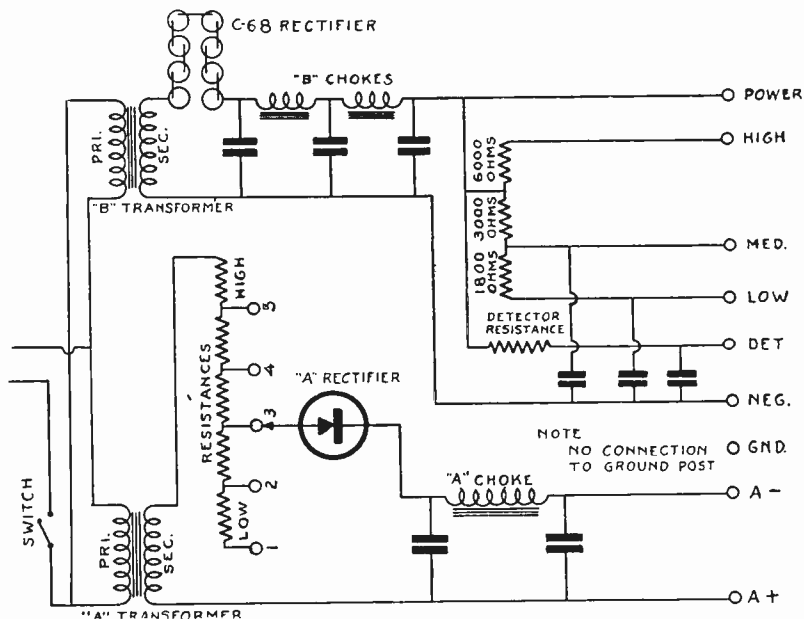 C-68 RECTIFIER
"B" CHOKES
POWER
HIGH
PRI.
SEC.
6000
OHMS
"B" TRANSFORMER
3000
OHMS
MED.
1800
OHMS
LOW
HIGH
5
DETECTOR
RESISTANCE
DET
RESISTANCES
4
"A" RECTIFIER
3
NEG.
NOTE
NO CONNECTION
TO GROUND POST
GND.
2
"A" CHOKE
A-
LOW
SWITCH
PRI.
SEC.
1
A+
"A" TRANSFORMER